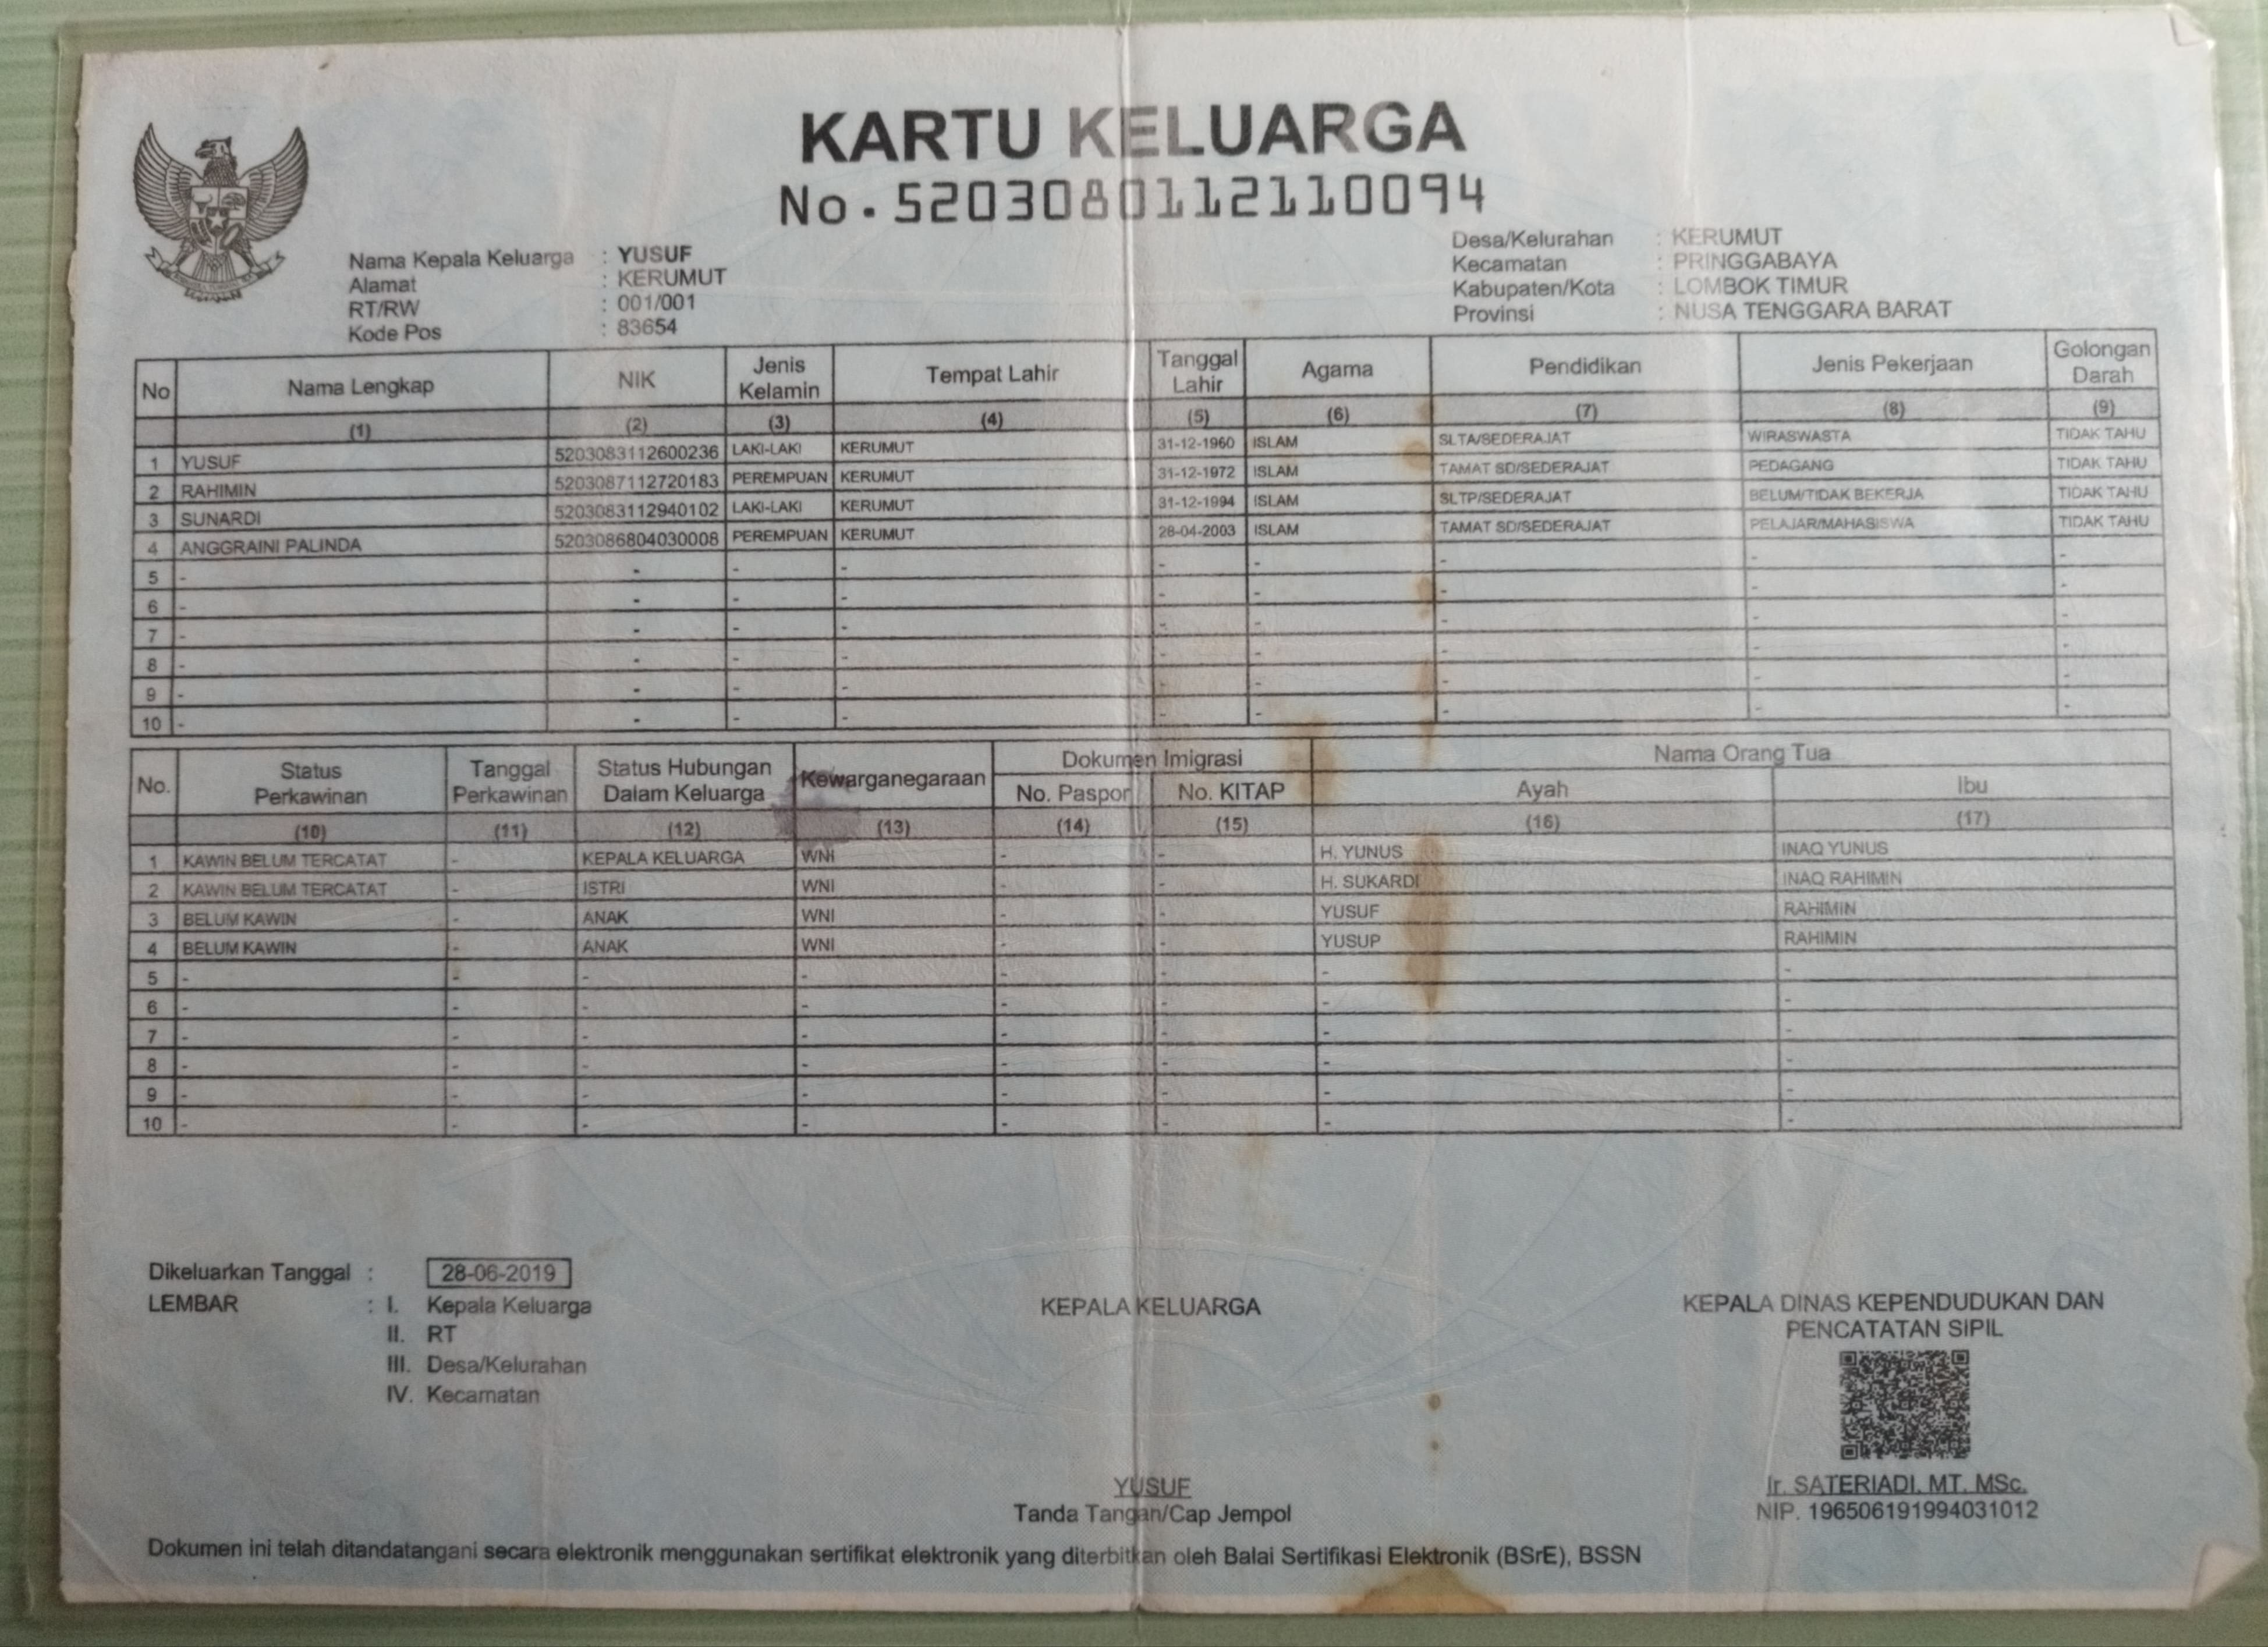 KARTU KELUARGA
No. 5203080112110094
Nama Kepala Keluarga : YUSUF
Alamat : KERUMUT
RT/RW : 001/001
Kode Pos : 83654
Desa/Kelurahan : KERUMUT
Kecamatan : PRINGGABAYA
Kabupaten/Kota : LOMBOK TIMUR
Provinsi : NUSA TENGGARA BARAT
No Nama Lengkap NIK Jenis Kelamin Tempat Lahir Tanggal Lahir Agama Pendidikan Jenis Pekerjaan Golongan Darah
(1) (2) (3) (4) (5) (6) (7) (8) (9)
1 YUSUF 5203083112600236 LAKI-LAKI KERUMUT 31-12-1960 ISLAM SLTA/SEDERAJAT WIRASWASTA TIDAK TAHU
2 RAHIMIN 5203087112720183 PEREMPUAN KERUMUT 31-12-1972 ISLAM TAMAT SD/SEDERAJAT PEDAGANG TIDAK TAHU
3 SUNARDI 5203083112940102 LAKI-LAKI KERUMUT 31-12-1994 ISLAM SLTP/SEDERAJAT BELUM/TIDAK BEKERJA TIDAK TAHU
4 ANGGRAINI PALINDA 5203086804030008 PEREMPUAN KERUMUT 28-04-2003 ISLAM TAMAT SD/SEDERAJAT PELAJAR/MAHASISWA TIDAK TAHU
5 - - - - - - - - -
6 - - - - - - - - -
7 - - - - - - - - -
8 - - - - - - - - -
9 - - - - - - - - -
10 - - - - - - - - -
No. Status Perkawinan Tanggal Perkawinan Status Hubungan Dalam Keluarga Kewarganegaraan Dokumen Imigrasi Nama Orang Tua
No. Paspor No. KITAP Ayah Ibu
(10) (11) (12) (13) (14) (15) (16) (17)
1 KAWIN BELUM TERCATAT - KEPALA KELUARGA WNI - - H. YUNUS INAQ YUNUS
2 KAWIN BELUM TERCATAT - ISTRI WNI - - H. SUKARDI INAQ RAHIMIN
3 BELUM KAWIN - ANAK WNI - - YUSUF RAHIMIN
4 BELUM KAWIN - ANAK WNI - - YUSUP RAHIMIN
5 - - - - - - - -
6 - - - - - - - -
7 - - - - - - - -
8 - - - - - - - -
9 - - - - - - - -
10 - - - - - - - -
Dikeluarkan Tanggal : 28-06-2019
LEMBAR : I. Kepala Keluarga
II. RT
III. Desa/Kelurahan
IV. Kecamatan
KEPALA KELUARGA
YUSUF
Tanda Tangan/Cap Jempol
KEPALA DINAS KEPENDUDUKAN DAN
PENCATATAN SIPIL
Ir. SATERIADI, MT. MSc.
NIP. 196506191994031012
Dokumen ini telah ditandatangani secara elektronik menggunakan sertifikat elektronik yang diterbitkan oleh Balai Sertifikasi Elektronik (BSrE), BSSN